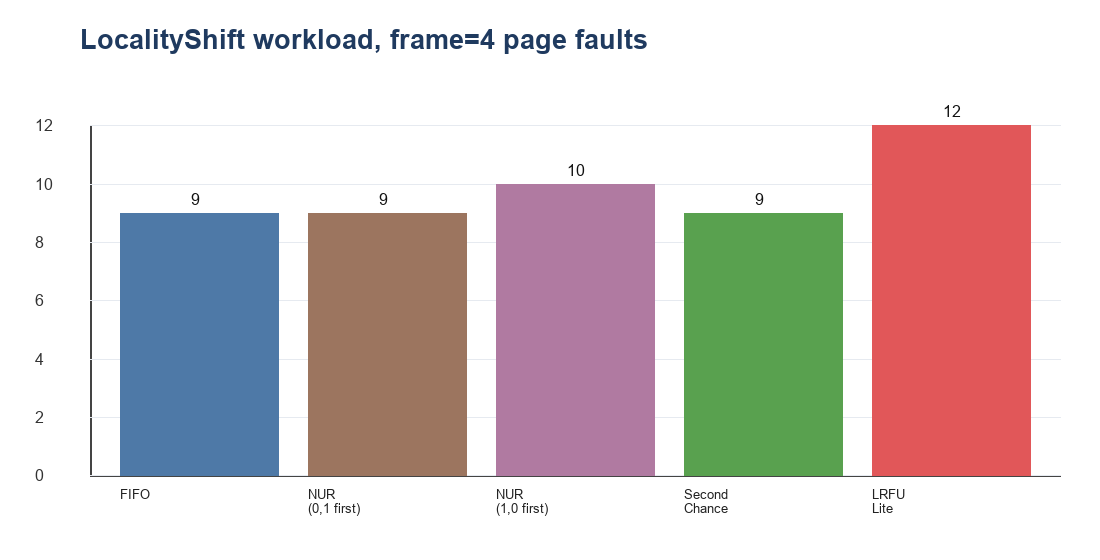 LocalityShift workload, frame=4 page faults
12
10
8
6
4
2
0
9
9
10
9
12
FIFO
NUR
(0,1 first)
NUR
(1,0 first)
Second
Chance
LRFU
Lite